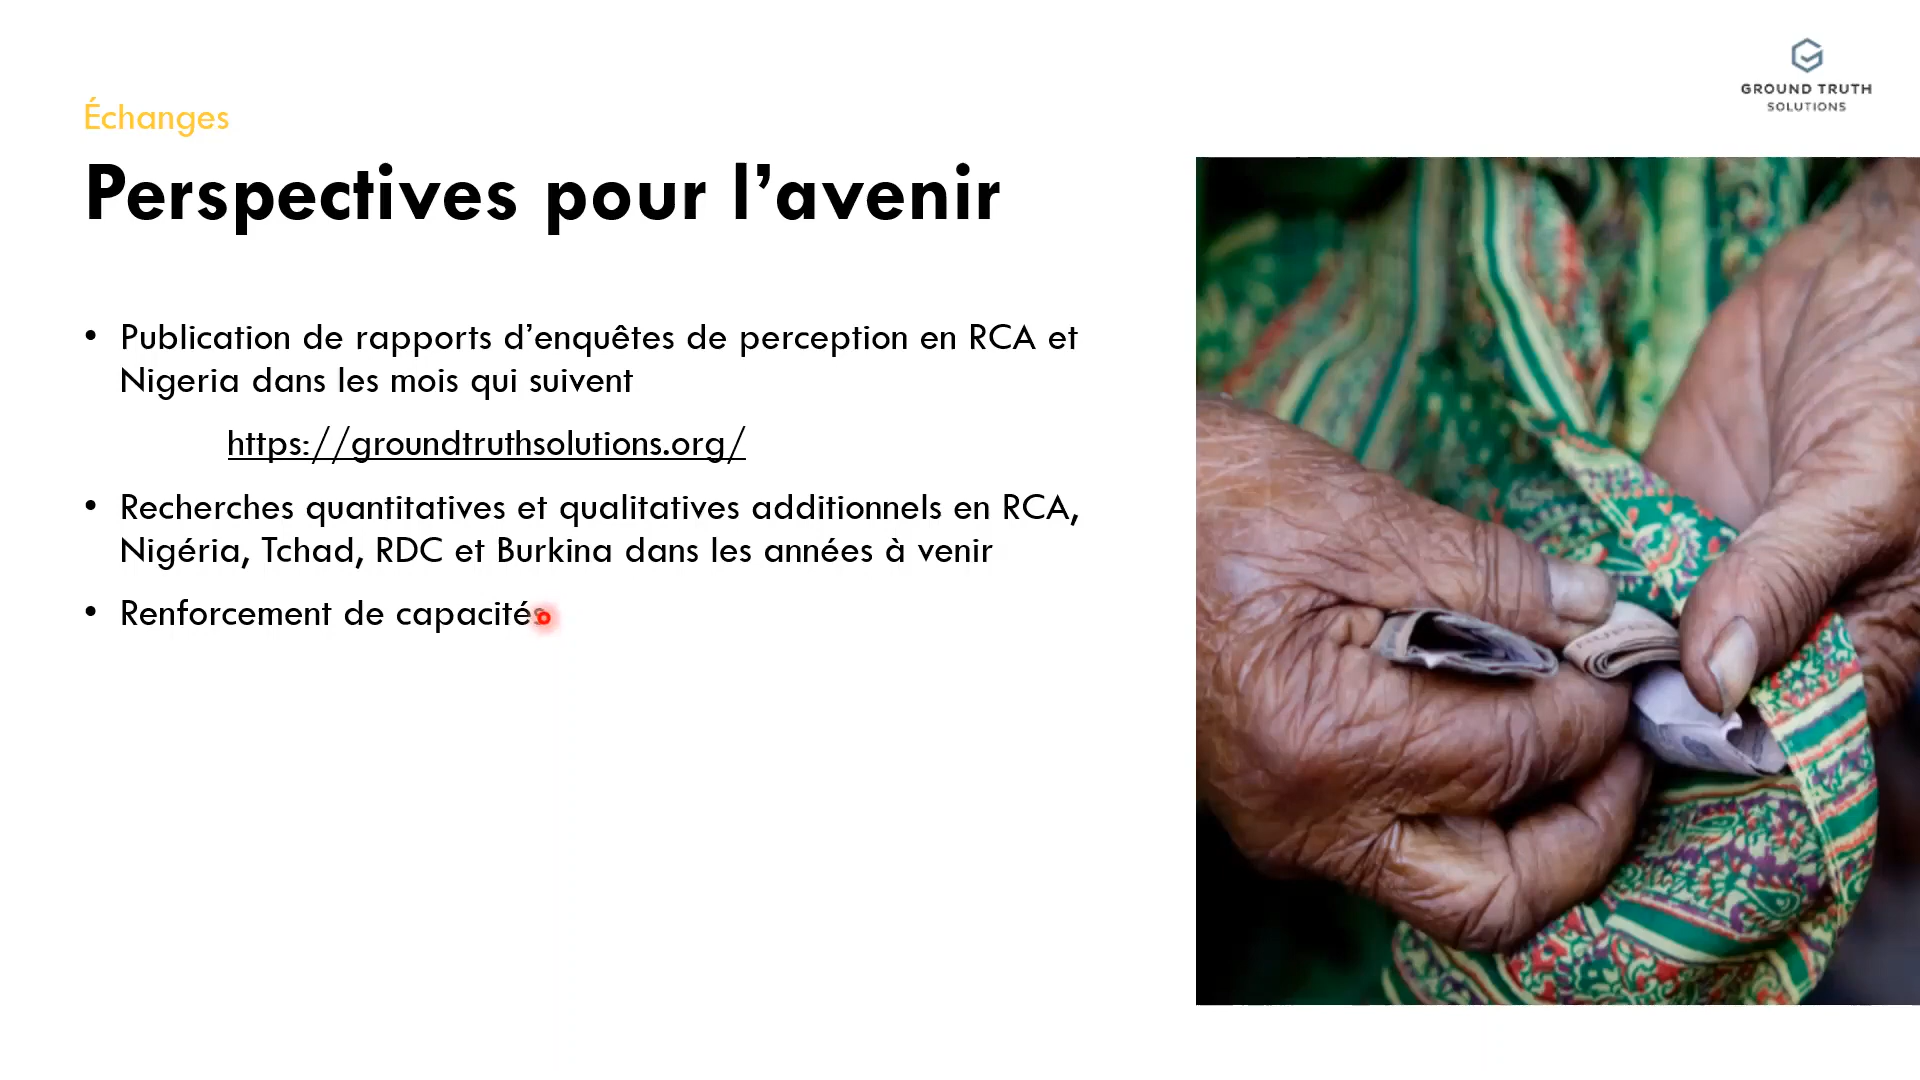 GROUND TRUTH
SOLUTIONS
Échanges
Perspectives pour l’avenir
• Publication de rapports d’enquêtes de perception en RCA et
Nigeria dans les mois qui suivent
https://groundtruthsolutions.org/
• Recherches quantitatives et qualitatives additionnels en RCA,
Nigéria, Tchad, RDC et Burkina dans les années à venir
• Renforcement de capacités